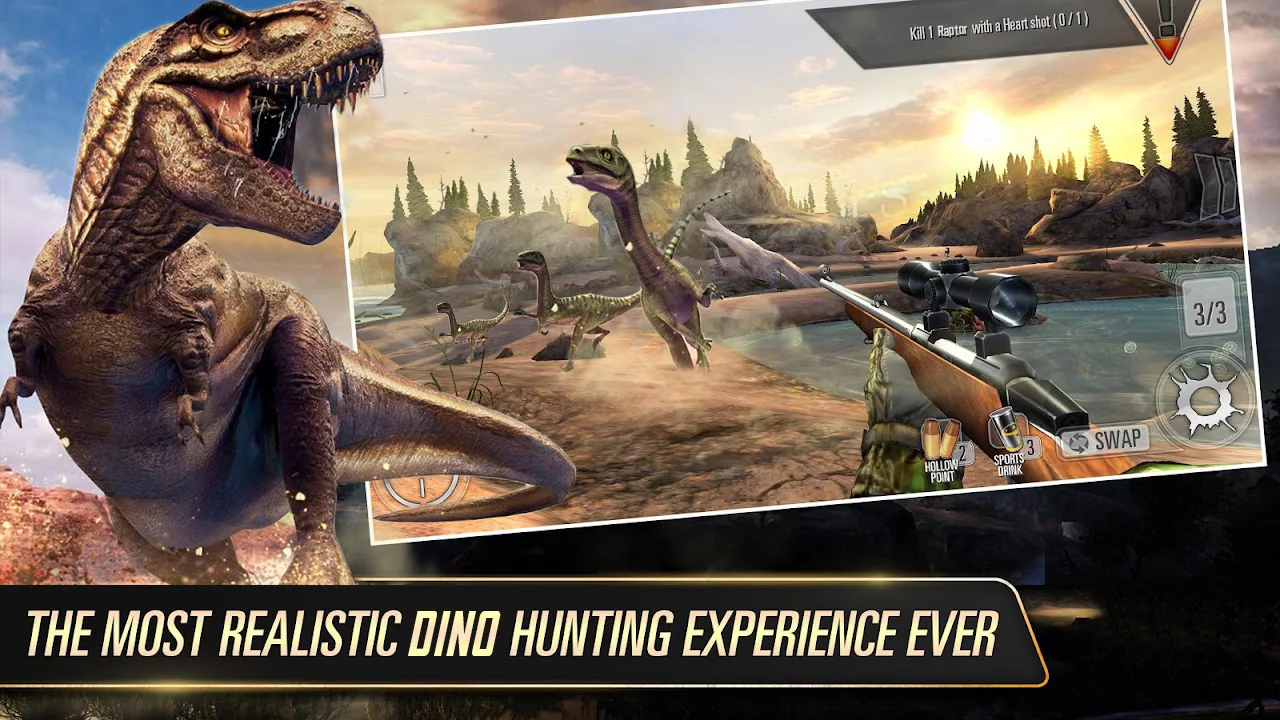 Kill 1 Raptor with a Heart shot ( 0 / 1 )
3/3
HOLLOW
POINT
2
SPORTS
DRINK
3
SWAP
THE MOST REALISTIC DINO HUNTING EXPERIENCE EVER